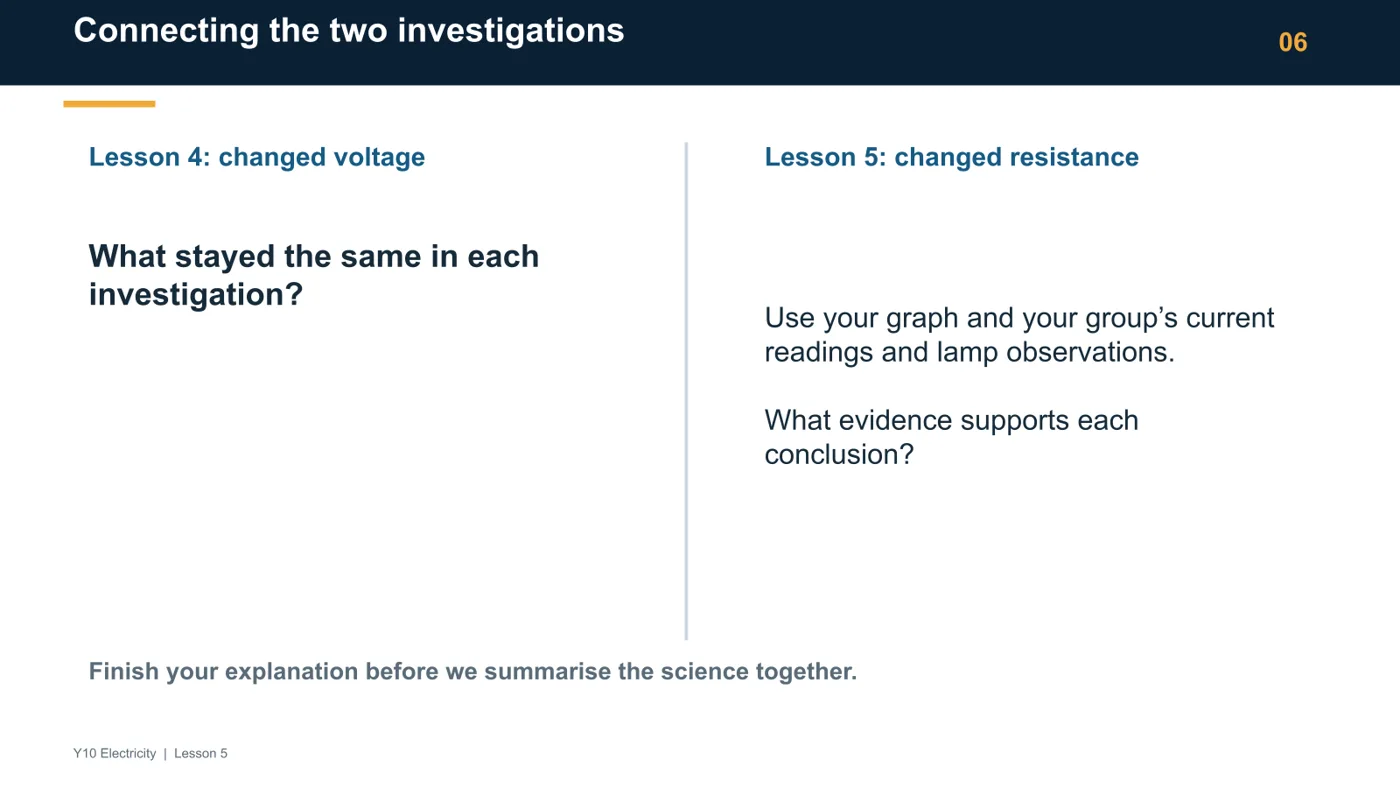 Connecting the two investigations
06
Lesson 4: changed voltage
What stayed the same in each
investigation?
Lesson 5: changed resistance
Use your graph and your group’s current
readings and lamp observations.
What evidence supports each
conclusion?
Finish your explanation before we summarise the science together.
Y10 Electricity | Lesson 5